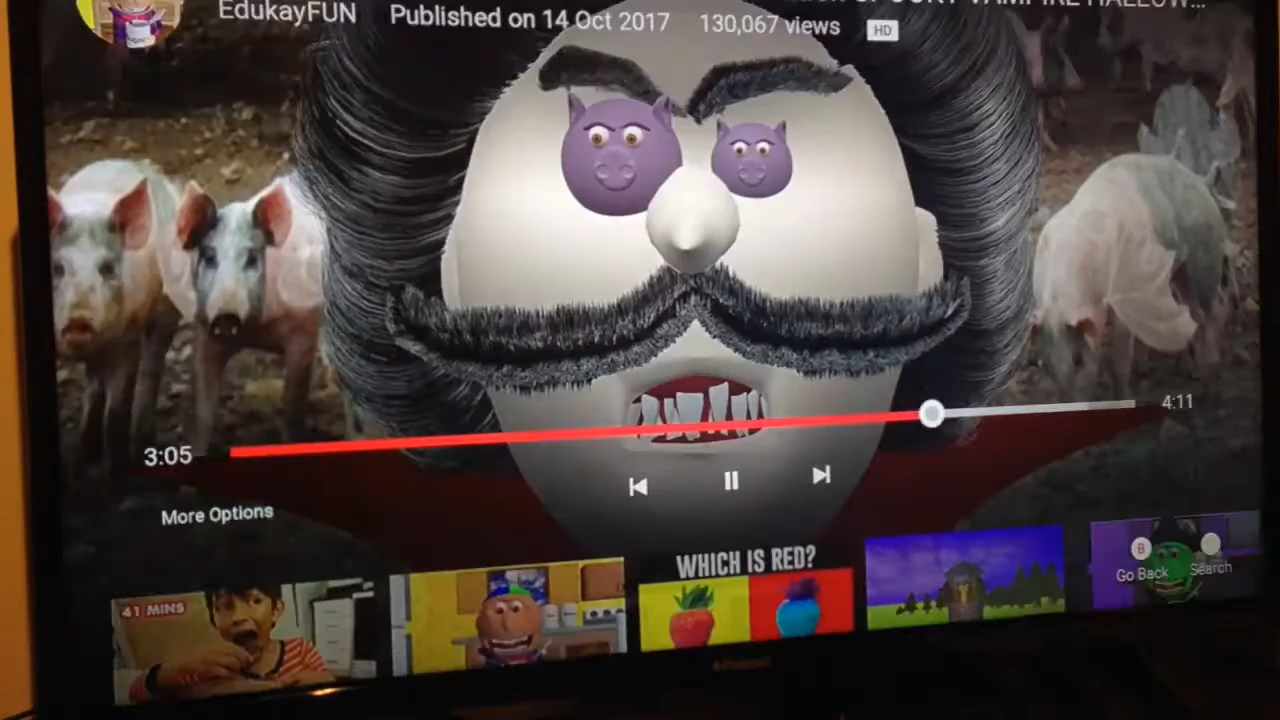 EdukayFUN Published on 14 Oct 2017 130,067 views HD
3:05 4:11
More Options
41 MINS
WHICH IS RED?
B
Go Back Search